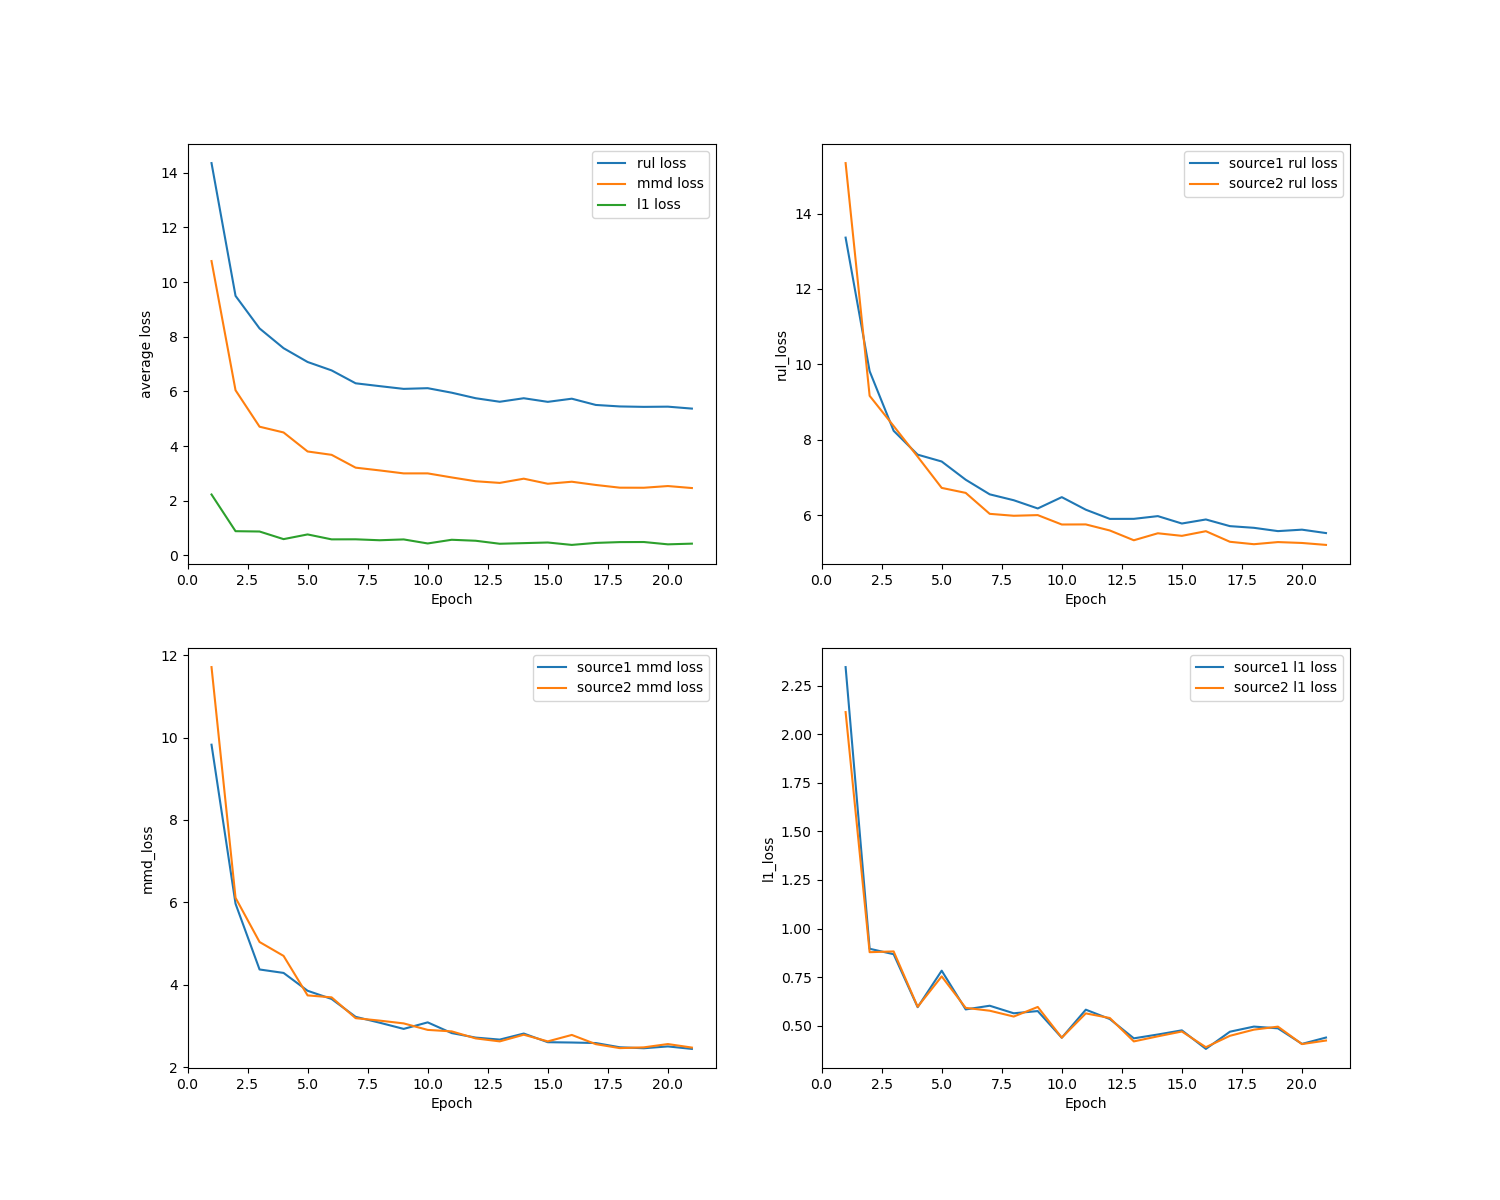 rul loss
mmd loss
l1 loss
14
12
10
8
6
4
2
0
average loss
0.0 2.5 5.0 7.5 10.0 12.5 15.0 17.5 20.0
Epoch
source1 rul loss
source2 rul loss
14
12
10
8
6
rul_loss
0.0 2.5 5.0 7.5 10.0 12.5 15.0 17.5 20.0
Epoch
source1 mmd loss
source2 mmd loss
12
10
8
6
4
2
mmd_loss
0.0 2.5 5.0 7.5 10.0 12.5 15.0 17.5 20.0
Epoch
source1 l1 loss
source2 l1 loss
2.25
2.00
1.75
1.50
1.25
1.00
0.75
0.50
l1_loss
0.0 2.5 5.0 7.5 10.0 12.5 15.0 17.5 20.0
Epoch